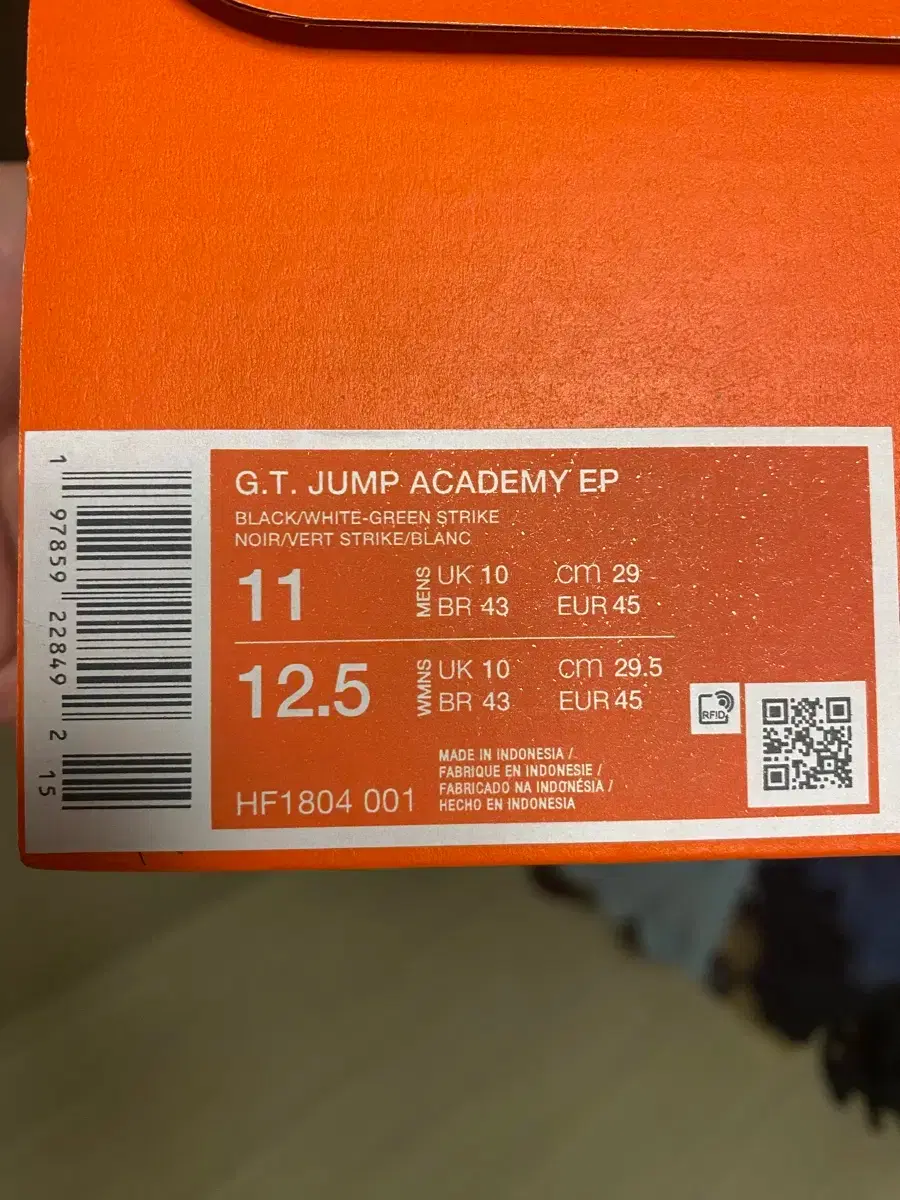 G.T. JUMP ACADEMY EP
BLACK/WHITE-GREEN STRIKE
NOIR/VERT STRIKE/BLANC
11 MENS UK 10 cm 29
BR 43 EUR 45
12.5 WMNS UK 10 cm 29.5
BR 43 EUR 45
RFID
MADE IN INDONESIA /
FABRIQUE EN INDONESIE /
FABRICADO NA INDONÉSIA /
HECHO EN INDONESIA
HF1804 001
1 97859 22849 2 15